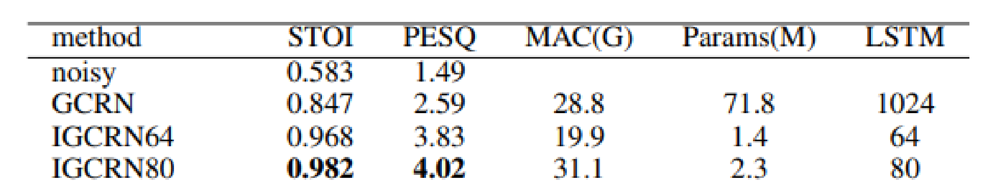 method STOI PESQ MAC(G) Params(M) LSTM
noisy 0.583 1.49
GCRN 0.847 2.59 28.8 71.8 1024
IGCRN64 0.968 3.83 19.9 1.4 64
IGCRN80 0.982 4.02 31.1 2.3 80